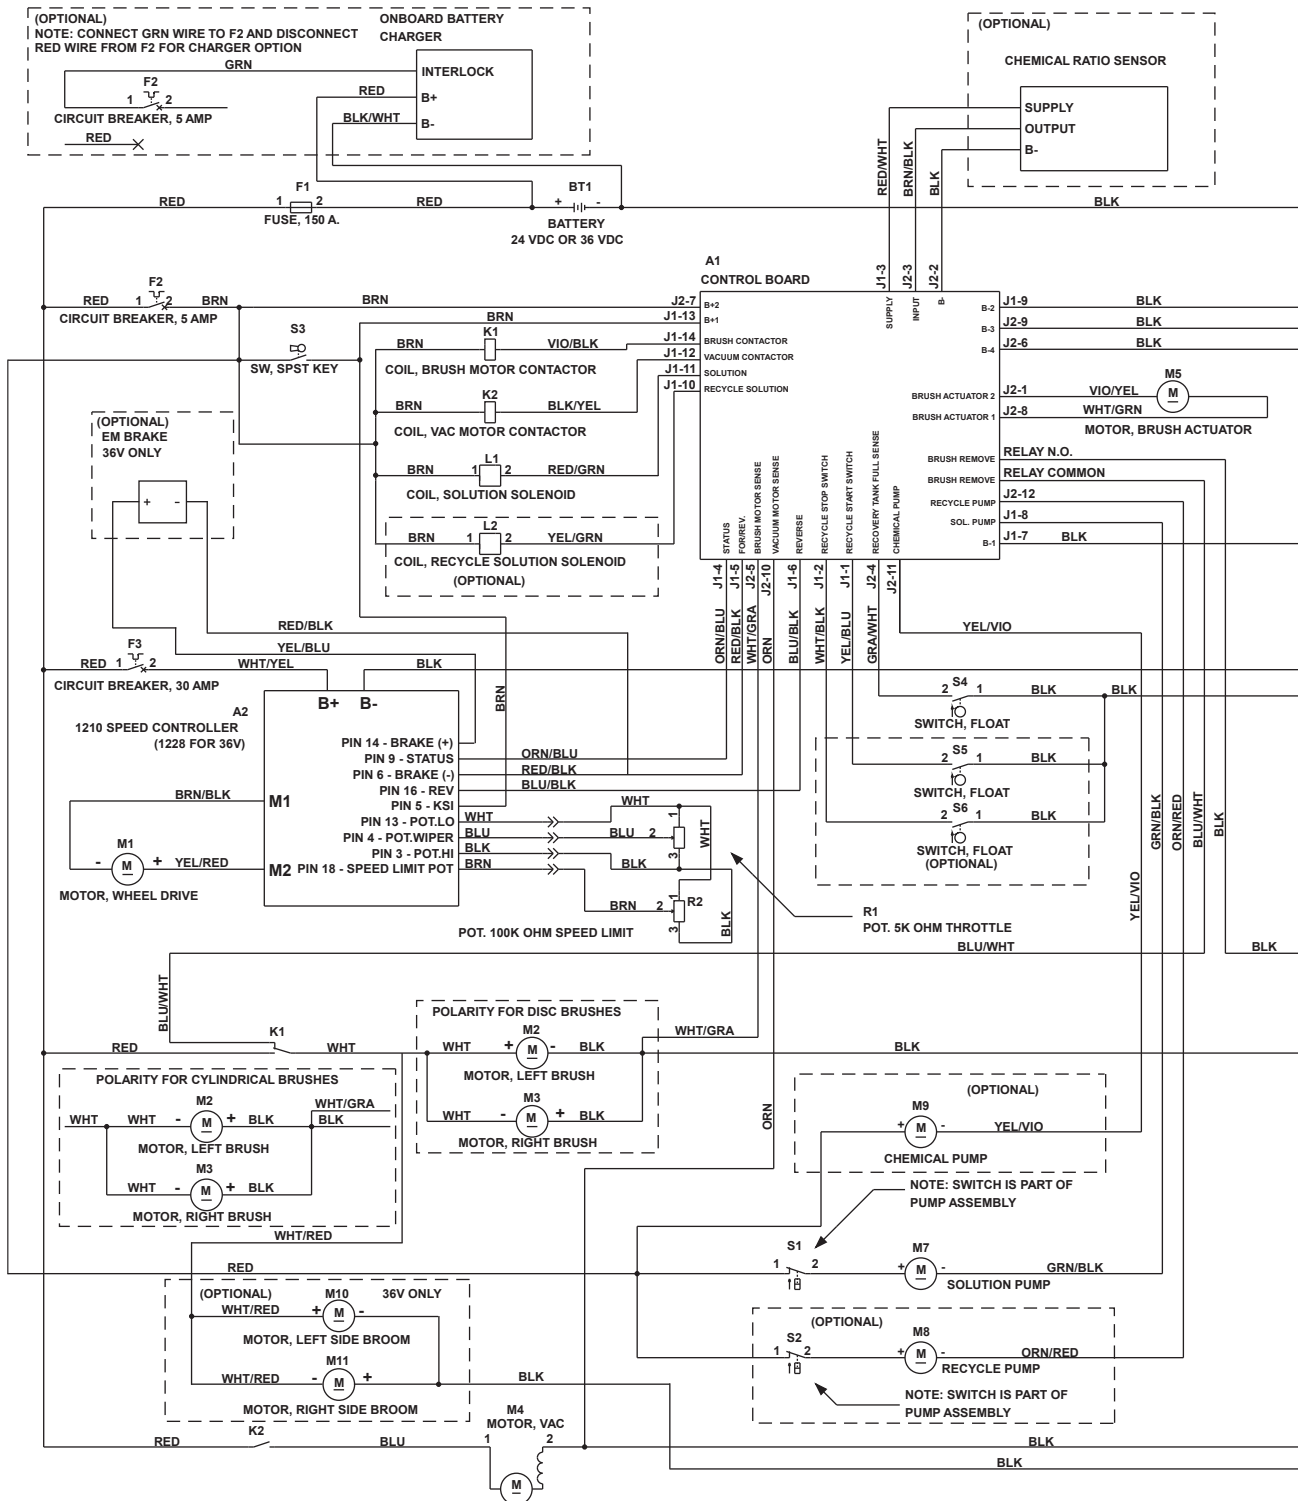 (OPTIONAL)
NOTE: CONNECT GRN WIRE TO F2 AND DISCONNECT
RED WIRE FROM F2 FOR CHARGER OPTION
ONBOARD BATTERY
CHARGER
GRN
INTERLOCK
F2
1 2
CIRCUIT BREAKER, 5 AMP
RED
B+
BLK/WHT
B-
RED
(OPTIONAL)
CHEMICAL RATIO SENSOR
SUPPLY
OUTPUT
B-
RED/WHT
BRN/BLK
BLK
RED
F1
1 2
FUSE, 150 A.
RED
BT1
+ -
BATTERY
24 VDC OR 36 VDC
BLK
A1
CONTROL BOARD
J1-3
J2-3
J2-2
SUPPLY
INPUT
B-
F2
RED 1 2 BRN
CIRCUIT BREAKER, 5 AMP
BRN
J2-7
B+2
BRN
J1-13
B+1
S3
SW, SPST KEY
BRN
K1
VIO/BLK
J1-14
BRUSH CONTACTOR
COIL, BRUSH MOTOR CONTACTOR
J1-12
VACUUM CONTACTOR
J1-11
SOLUTION
J1-10
RECYCLE SOLUTION
BRN
K2
BLK/YEL
COIL, VAC MOTOR CONTACTOR
BRN
L1
1 2
RED/GRN
COIL, SOLUTION SOLENOID
BRN
L2
1 2
YEL/GRN
COIL, RECYCLE SOLUTION SOLENOID
(OPTIONAL)
B-2
J1-9
BLK
B-3
J2-9
BLK
B-4
J2-6
BLK
M5
M
BRUSH ACTUATOR 2
J2-1
VIO/YEL
BRUSH ACTUATOR 1
J2-8
WHT/GRN
MOTOR, BRUSH ACTUATOR
BRUSH REMOVE
RELAY N.O.
BRUSH REMOVE
RELAY COMMON
RECYCLE PUMP
J2-12
SOL. PUMP
J1-8
B-1
J1-7
BLK
STATUS
FOR/REV.
BRUSH MOTOR SENSE
VACUUM MOTOR SENSE
REVERSE
RECYCLE STOP SWITCH
RECYCLE START SWITCH
RECOVERY TANK FULL SENSE
CHEMICAL PUMP
J1-4
J1-5
J2-5
J2-10
J1-6
J1-2
J1-1
J2-4
J2-11
ORN/BLU
RED/BLK
WHT/GRA
ORN
BLU/BLK
WHT/BLK
YEL/BLU
GRA/WHT
YEL/VIO
(OPTIONAL)
EM BRAKE
36V ONLY
+ -
RED/BLK
YEL/BLU
F3
RED 1 2
WHT/YEL
CIRCUIT BREAKER, 30 AMP
BLK
BRN
A2
1210 SPEED CONTROLLER
(1228 FOR 36V)
B+ B-
PIN 14 - BRAKE (+)
PIN 9 - STATUS
ORN/BLU
PIN 6 - BRAKE (-)
RED/BLK
PIN 16 - REV
BLU/BLK
PIN 5 - KSI
PIN 13 - POT.LO
WHT
WHT
PIN 4 - POT.WIPER
BLU
BLU 2
PIN 3 - POT.HI
BLK
BLK
PIN 18 - SPEED LIMIT POT
BRN
BRN 2
1
3
WHT
1
3
R2
BLK
POT. 100K OHM SPEED LIMIT
R1
POT. 5K OHM THROTTLE
M1
M2
BRN/BLK
M1
- M +
YEL/RED
MOTOR, WHEEL DRIVE
S4
2 1
BLK
BLK
SWITCH, FLOAT
S5
2 1
BLK
SWITCH, FLOAT
S6
2 1
BLK
SWITCH, FLOAT
(OPTIONAL)
YEL/VIO
GRN/BLK
ORN/RED
BLU/WHT
BLK
BLU/WHT
BLK
BLU/WHT
RED
K1
WHT
POLARITY FOR DISC BRUSHES
WHT
M2
+ M -
BLK
MOTOR, LEFT BRUSH
WHT
M3
- M +
BLK
MOTOR, RIGHT BRUSH
WHT/GRA
BLK
ORN
POLARITY FOR CYLINDRICAL BRUSHES
WHT
WHT
M2
- M +
BLK
WHT/GRA
BLK
MOTOR, LEFT BRUSH
M3
WHT
- M +
BLK
MOTOR, RIGHT BRUSH
(OPTIONAL)
M9
+ M -
YEL/VIO
CHEMICAL PUMP
NOTE: SWITCH IS PART OF
PUMP ASSEMBLY
WHT/RED
RED
S1
1 2
M7
+ M -
GRN/BLK
SOLUTION PUMP
(OPTIONAL)
36V ONLY
M10
WHT/RED
+ M -
MOTOR, LEFT SIDE BROOM
M11
WHT/RED
- M +
BLK
MOTOR, RIGHT SIDE BROOM
(OPTIONAL)
S2
1 2
M8
+ M -
ORN/RED
RECYCLE PUMP
NOTE: SWITCH IS PART OF
PUMP ASSEMBLY
RED
K2
BLU
M4
MOTOR, VAC
1 2
M
BLK
BLK